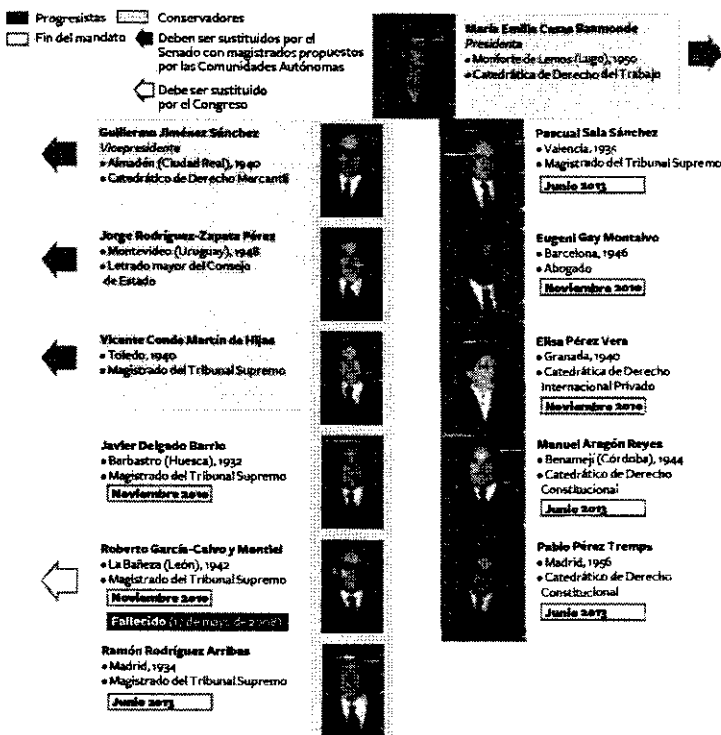 Progresistas
Conservadores
Fin del mandato
Deben ser sustituidos por el
Senado con magistrados propuestos
por las Comunidades Autónomas
Debe ser sustituido
por el Congreso
María Emilia Casas Baamonde
Presidenta
• Monforte de Lemos (Lugo), 1950
• Catedrática de Derecho del Trabajo
Guillermo Jiménez Sánchez
Vicepresidente
• Almadén (Ciudad Real), 1940
• Catedrático de Derecho Mercantil
Jorge Rodríguez-Zapata Pérez
• Montevideo (Uruguay), 1948
• Letrado mayor del Consejo
de Estado
Vicente Conde Martín de Hijas
• Toledo, 1940
• Magistrado del Tribunal Supremo
Javier Delgado Barrio
• Barbastro (Huesca), 1932
• Magistrado del Tribunal Supremo
Noviembre 2010
Roberto García-Calvo y Montiel
• La Bañeza (León), 1942
• Magistrado del Tribunal Supremo
Noviembre 2010
Fallecido (17 de mayo de 2008)
Ramón Rodríguez Arribas
• Madrid, 1934
• Magistrado del Tribunal Supremo
Junio 2013
Pascual Sala Sánchez
• Valencia, 1935
• Magistrado del Tribunal Supremo
Junio 2013
Eugeni Gay Montalvo
• Barcelona, 1946
• Abogado
Noviembre 2010
Elisa Pérez Vera
• Granada, 1940
• Catedrática de Derecho
Internacional Privado
Noviembre 2010
Manuel Aragón Reyes
• Benamejí (Córdoba), 1944
• Catedrático de Derecho
Constitucional
Junio 2013
Pablo Pérez Tremps
• Madrid, 1956
• Catedrático de Derecho
Constitucional
Junio 2013